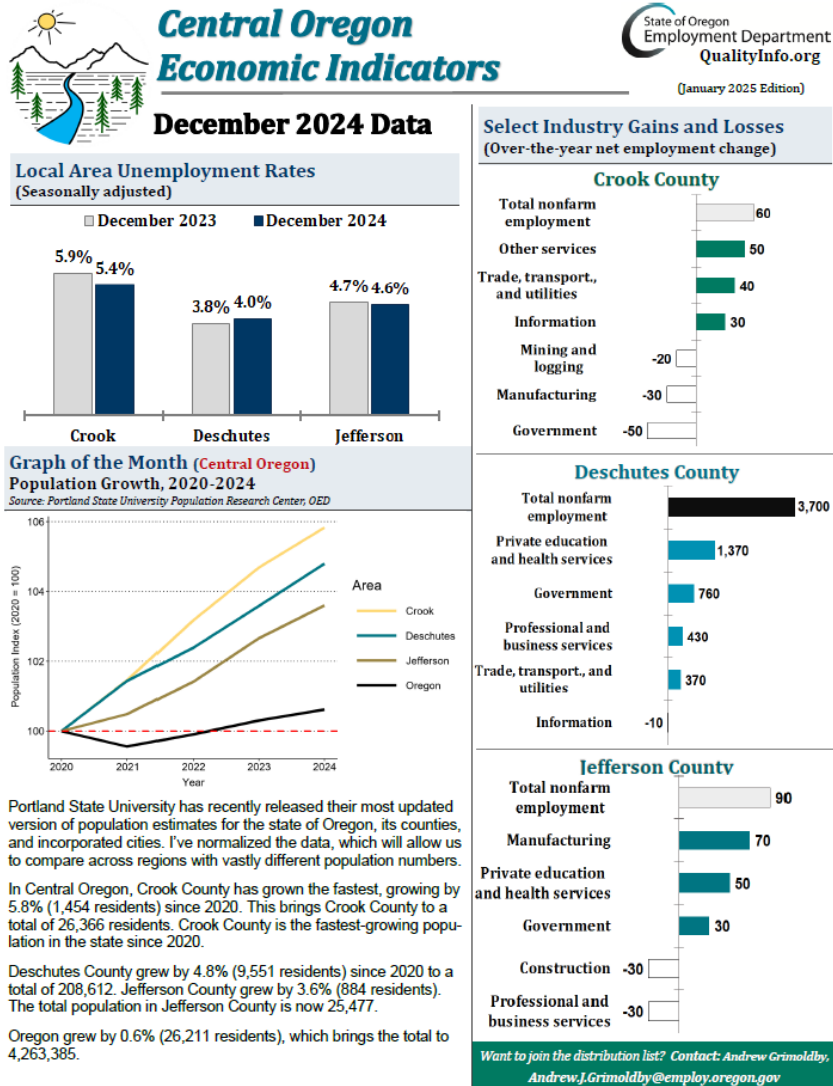 Central Oregon
Economic Indicators
State of Oregon
Employment Department
QualityInfo.org
(January 2025 Edition)
December 2024 Data
Local Area Unemployment Rates
(Seasonally adjusted)
December 2023 December 2024
5.9% 5.4%
3.8% 4.0%
4.7% 4.6%
Crook Deschutes Jefferson
Graph of the Month (Central Oregon)
Population Growth, 2020-2024
Source: Portland State University Population Research Center, OED
Population Index (2020 = 100)
106
104
102
100
2020 2021 2022 2023 2024
Year
Area
Crook
Deschutes
Jefferson
Oregon
Portland State University has recently released their most updated
version of population estimates for the state of Oregon, its counties,
and incorporated cities. I've normalized the data, which will allow us
to compare across regions with vastly different population numbers.
In Central Oregon, Crook County has grown the fastest, growing by
5.8% (1,454 residents) since 2020. This brings Crook County to a
total of 26,366 residents. Crook County is the fastest-growing popu-
lation in the state since 2020.
Deschutes County grew by 4.8% (9,551 residents) since 2020 to a
total of 208,612. Jefferson County grew by 3.6% (884 residents).
The total population in Jefferson County is now 25,477.
Oregon grew by 0.6% (26,211 residents), which brings the total to
4,263,385.
Select Industry Gains and Losses
(Over-the-year net employment change)
Crook County
Total nonfarm
employment 60
Other services 50
Trade, transport.,
and utilities 40
Information 30
Mining and
logging -20
Manufacturing -30
Government -50
Deschutes County
Total nonfarm
employment 3,700
Private education
and health services 1,370
Government 760
Professional and
business services 430
Trade, transport., and
utilities 370
Information -10
Jefferson County
Total nonfarm
employment 90
Manufacturing 70
Private education
and health services 50
Government 30
Construction -30
Professional and
business services -30
Want to join the distribution list? Contact: Andrew Grimoldby,
Andrew.J.Grimoldby@employ.oregon.gov